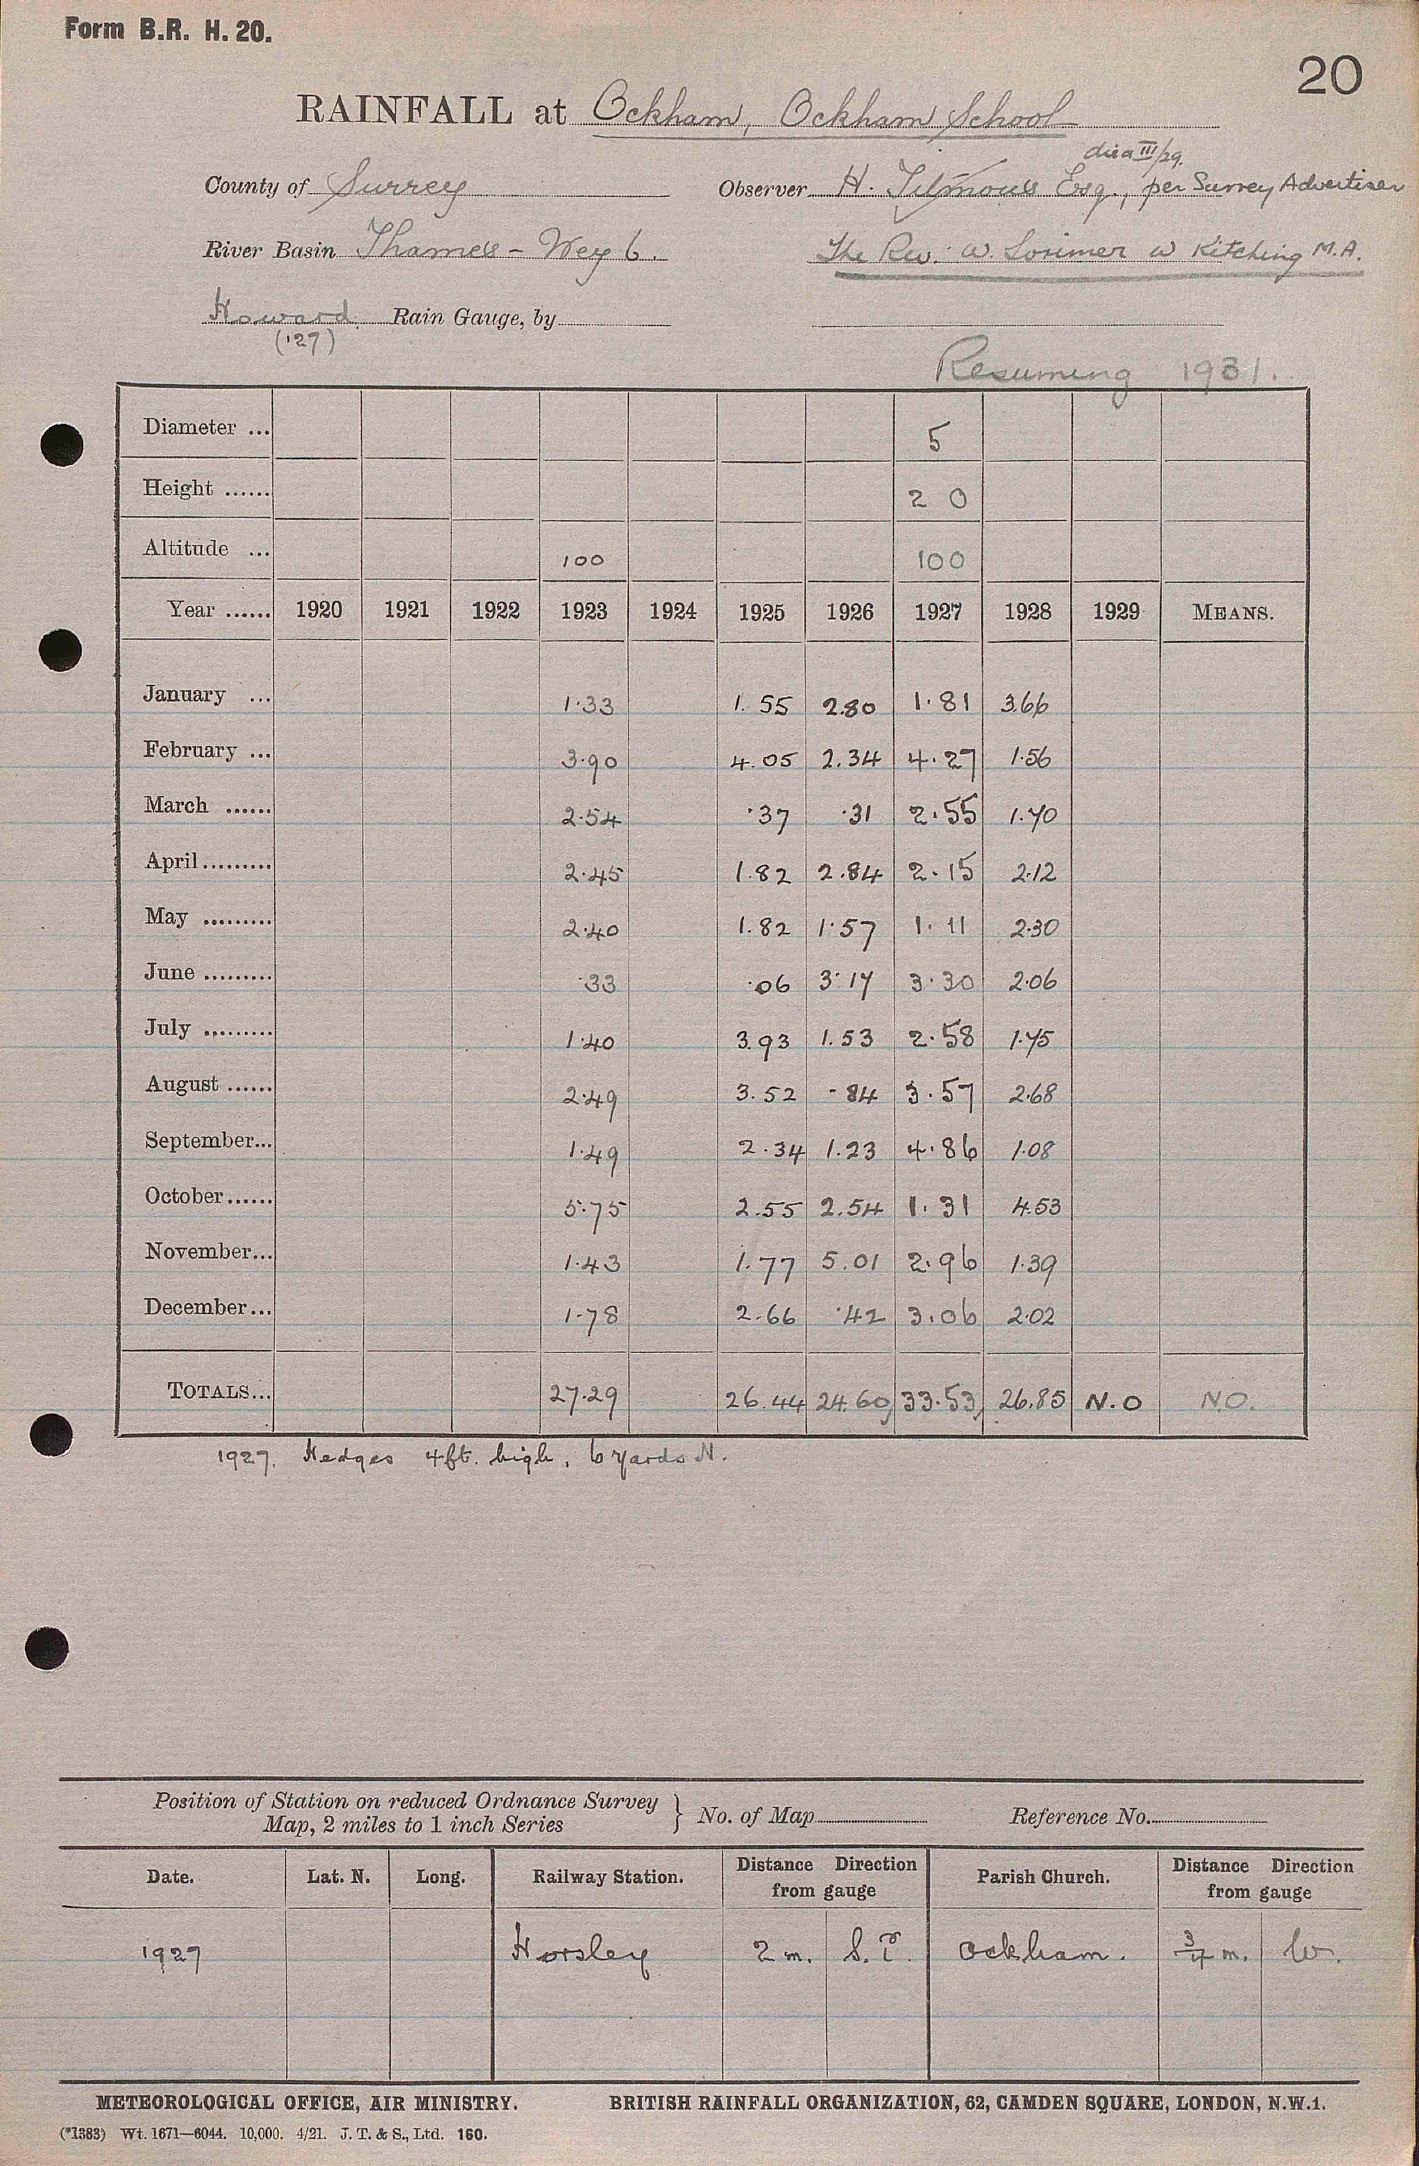 Form B.R. H. 20.
20
RAINFALL at Ockham, Ockham School
died III/29.
County of Surrey Observer H. Tilmouse Esq., per Surrey Advertiser
River Basin Thames - Wey 6. The Rev. W. Lorimer W Kitching M.A.
Howard Rain Gauge, by
('27)
Resuming 1931.
Diameter ... 5
Height ...... 2 0
Altitude ... 100 100
Year ...... 1920 1921 1922 1923 1924 1925 1926 1927 1928 1929 MEANS.
January ... 1.33 1.55 2.80 1.81 3.66
February ... 3.90 4.05 2.34 4.27 1.56
March ...... 2.54 .37 .31 2.55 1.70
April ......... 2.45 1.82 2.84 2.15 2.12
May ......... 2.40 1.82 1.57 1.11 2.30
June ......... .33 .06 3.17 3.30 2.06
July ......... 1.40 3.93 1.53 2.58 1.75
August ...... 2.49 3.52 .84 3.57 2.68
September... 1.49 2.34 1.23 4.86 1.08
October...... 5.75 2.55 2.54 1.31 4.53
November... 1.43 1.77 5.01 2.96 1.39
December... 1.78 2.66 .42 3.06 2.02
TOTALS... 27.29 26.44 24.60 33.53 26.85 N.O N.O.
1927. Hedges 4ft. high, 6 yards N.
Position of Station on reduced Ordnance Survey
Map, 2 miles to 1 inch Series } No. of Map Reference No.
Date. Lat. N. Long. Railway Station. Distance Direction from gauge Parish Church. Distance Direction from gauge
1927 Horsley 2 m. S.E. Ockham. 3/4 m. W.
METEOROLOGICAL OFFICE, AIR MINISTRY. BRITISH RAINFALL ORGANIZATION, 62, CAMDEN SQUARE, LONDON, N.W.1.
(*1383) Wt. 1671—6044. 10,000. 4/21. J. T. & S., Ltd. 160.